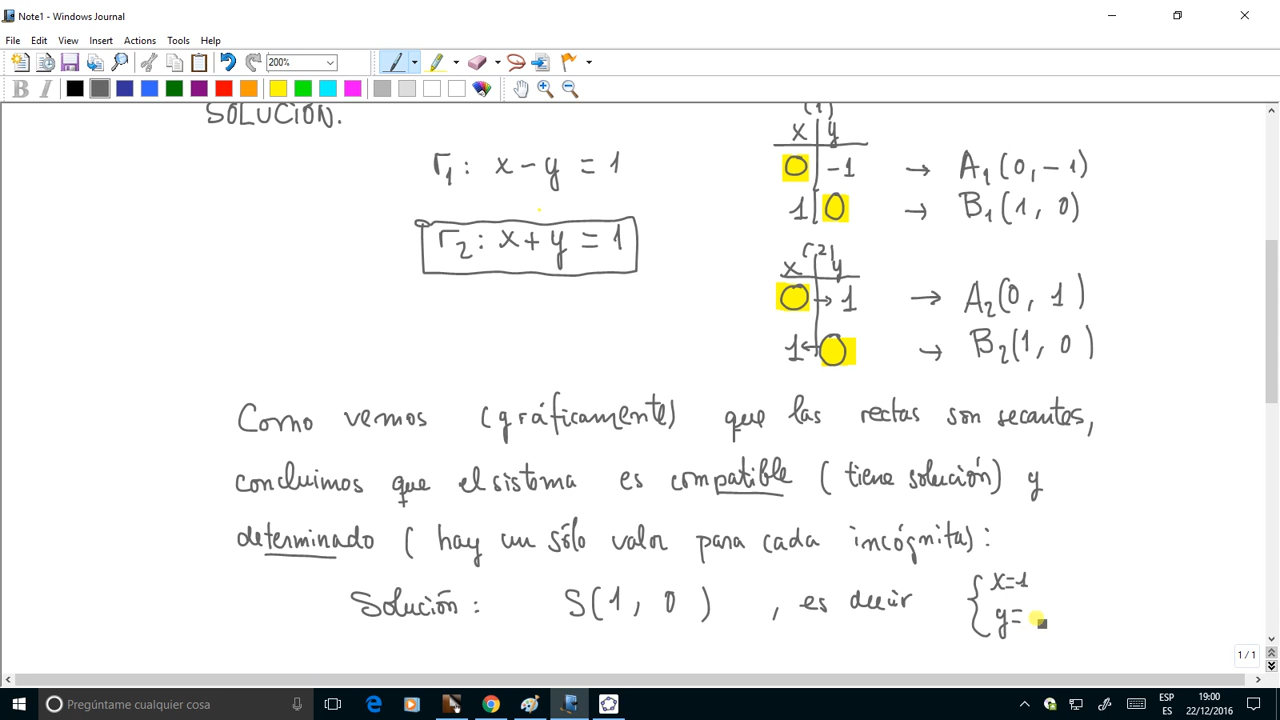 Note1 - Windows Journal
File Edit View Insert Actions Tools Help
200%
B I
SOLUCIÓN.
r1: x - y = 1
r2: x + y = 1
(1)
x | y
0 | -1 → A1(0, -1)
1 | 0 → B1(1, 0)
(2)
x | y
0 → 1 → A2(0, 1)
1 ← 0 → B2(1, 0)
Como vemos (gráficamente) que las rectas son secantes,
concluimos que el sistema es compatible (tiene solución) y
determinado (hay un sólo valor para cada incógnita):
Solución: S(1, 0), es decir { x=1
y=
1 / 1
Pregúntame cualquier cosa
ESP 19:00
ES 22/12/2016